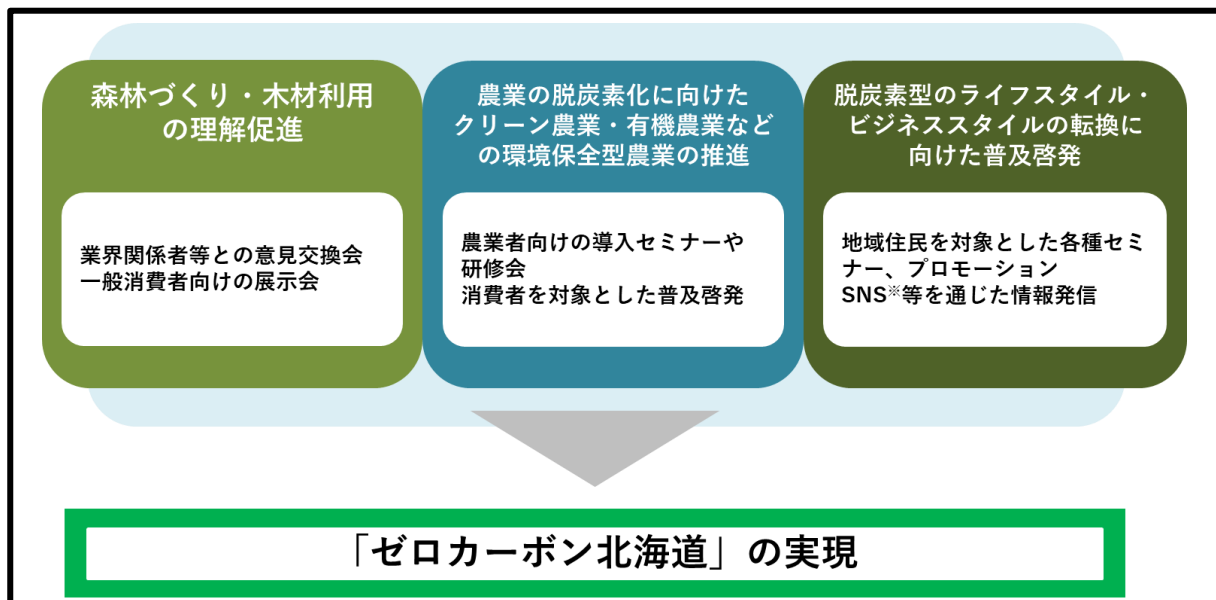 森林づくり・木材利用
の理解促進
業界関係者等との意見交換会
一般消費者向けの展示会
農業の脱炭素化に向けた
クリーン農業・有機農業など
の環境保全型農業の推進
農業者向けの導入セミナーや
研修会
消費者を対象とした普及啓発
脱炭素型のライフスタイル・
ビジネススタイルの転換に
向けた普及啓発
地域住民を対象とした各種セミ
ナー、プロモーション
SNS※等を通じた情報発信
「ゼロカーボン北海道」の実現